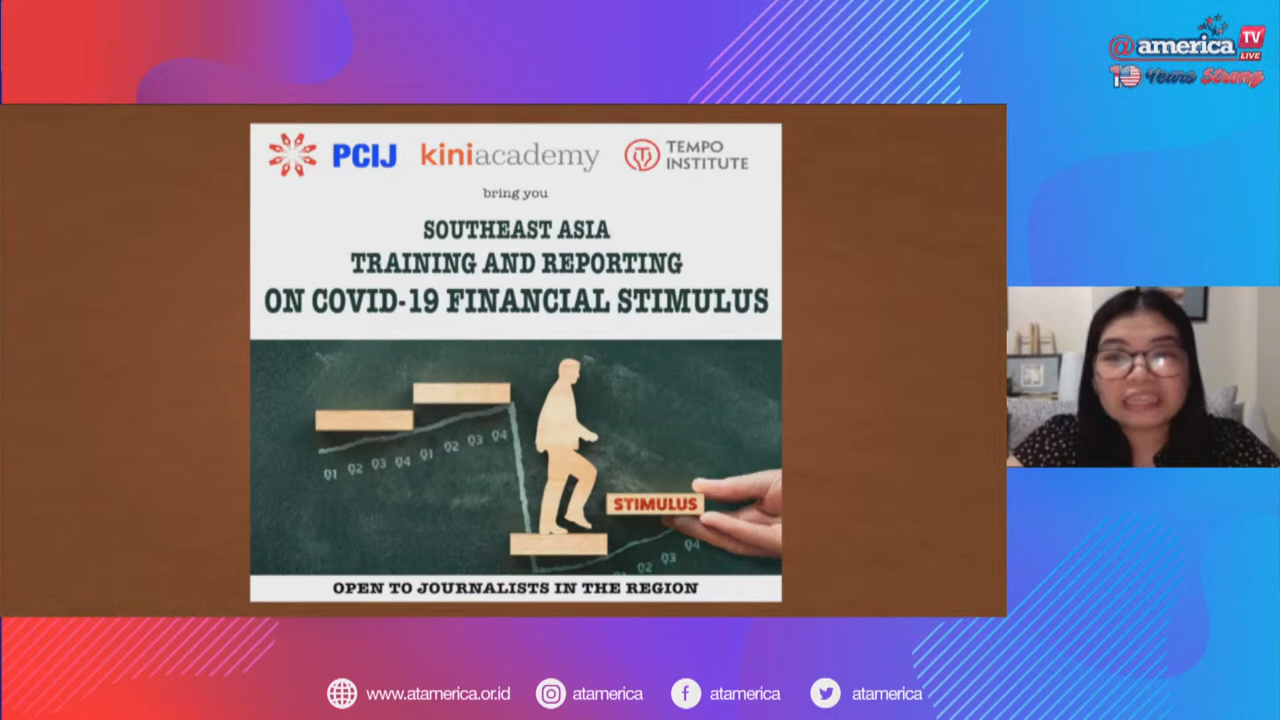 @america TV
LIVE
10 Years Strong
PCIJ
kiniacademy
TEMPO
INSTITUTE
bring you
SOUTHEAST ASIA
TRAINING AND REPORTING
ON COVID-19 FINANCIAL STIMULUS
Q1 Q2 Q3 Q4 Q1 Q2 Q3 Q4
STIMULUS
Q2 Q3 Q4
OPEN TO JOURNALISTS IN THE REGION
www.atamerica.or.id atamerica atamerica atamerica